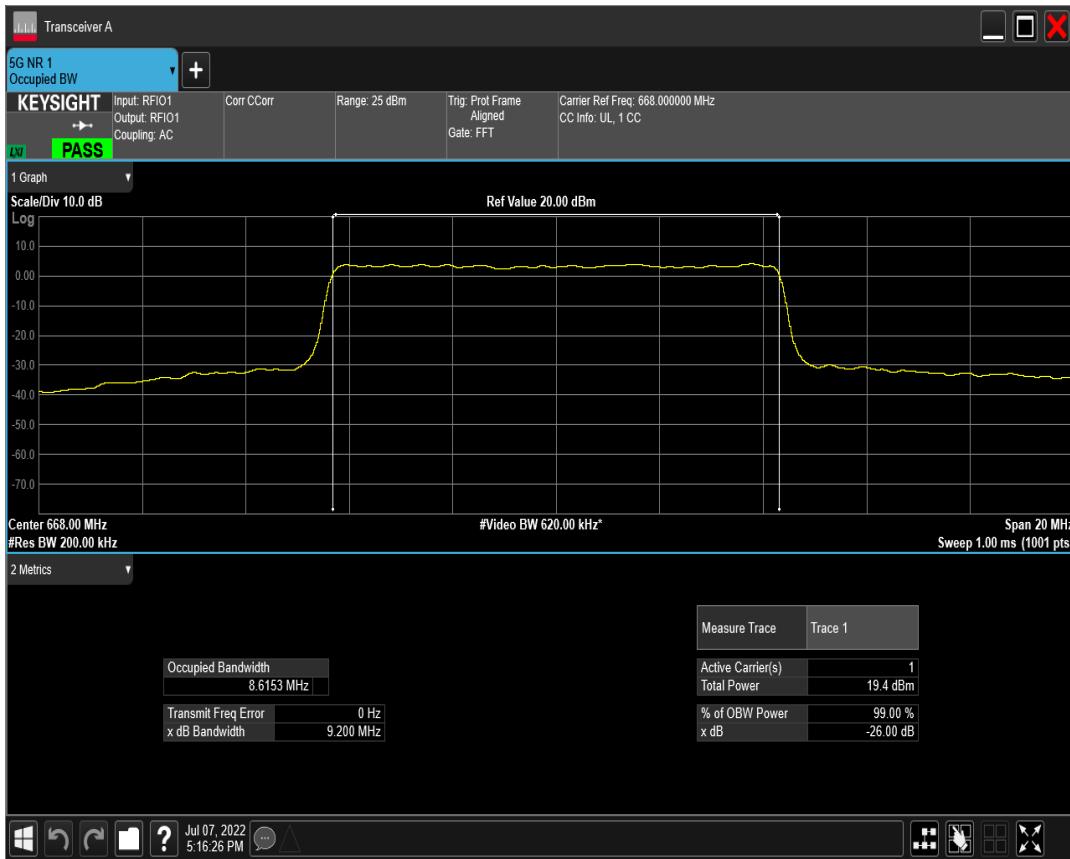 Transceiver A
5G NR 1
Occupied BW
KEYSIGHT
LXI
PASS
Input: RFIO1
Output: RFIO1
Coupling: AC
Corr CCorr
Range: 25 dBm
Trig: Prot Frame
Aligned
Gate: FFT
Carrier Ref Freq: 668.000000 MHz
CC Info: UL, 1 CC
1 Graph
Scale/Div 10.0 dB
Ref Value 20.00 dBm
Log
10.0
0.00
-10.0
-20.0
-30.0
-40.0
-50.0
-60.0
-70.0
Center 668.00 MHz
#Video BW 620.00 kHz*
Span 20 MHz
#Res BW 200.00 kHz
Sweep 1.00 ms (1001 pts
2 Metrics
Measure Trace Trace 1
Occupied Bandwidth
8.6153 MHz
Active Carrier(s) 1
Total Power 19.4 dBm
Transmit Freq Error 0 Hz
x dB Bandwidth 9.200 MHz
% of OBW Power 99.00 %
x dB -26.00 dB
?
Jul 07, 2022
5:16:26 PM